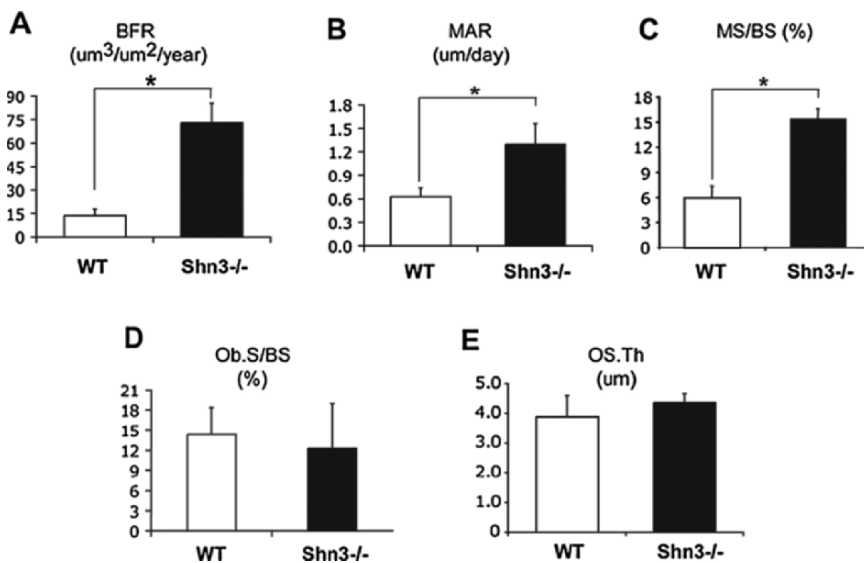 A
BFR
(um³/um²/year)
*
90
75
60
45
30
15
0
WT Shn3-/-
B
MAR
(um/day)
*
1.8
1.5
1.2
0.9
0.6
0.3
0.0
WT Shn3-/-
C
MS/BS (%)
*
18
15
12
9
6
3
0
WT Shn3-/-
D
Ob.S/BS
(%)
21
18
15
12
9
6
3
0
WT Shn3-/-
E
OS.Th
(um)
5.0
4.0
3.0
2.0
1.0
0.0
WT Shn3-/-